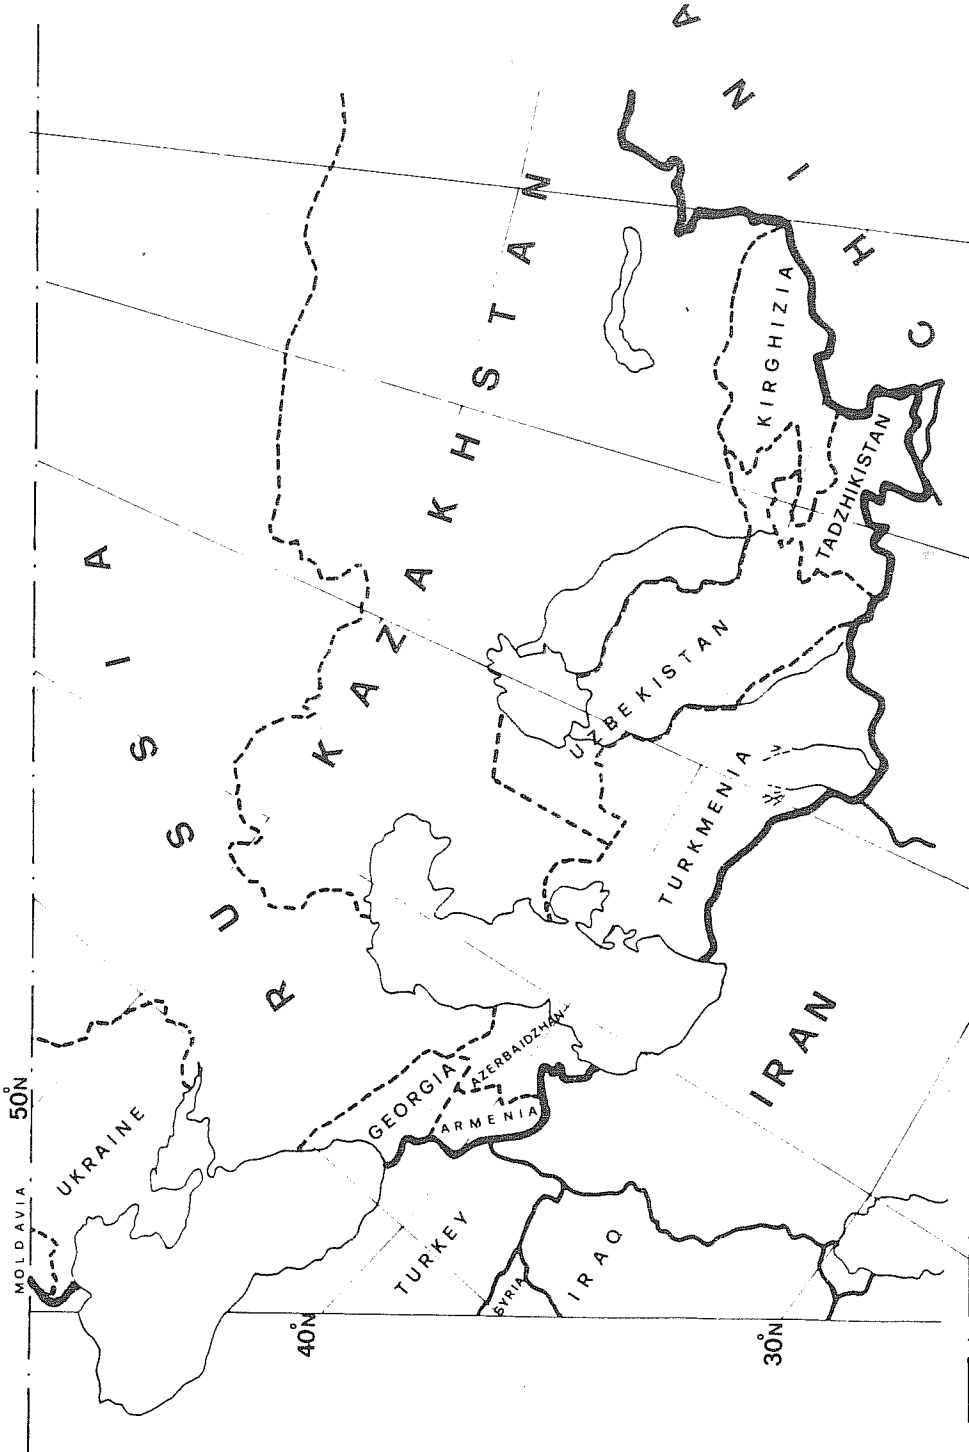 50°N
MOLDAVIA
UKRAINE
RUSSIA
KAZAKHSTAN
CHINA
KIRGHIZIA
TADZHIKISTAN
UZBEKISTAN
TURKMENIA
GEORGIA
AZERBAIDZHAN
ARMENIA
TURKEY
SYRIA
IRAQ
IRAN
40°N
30°N